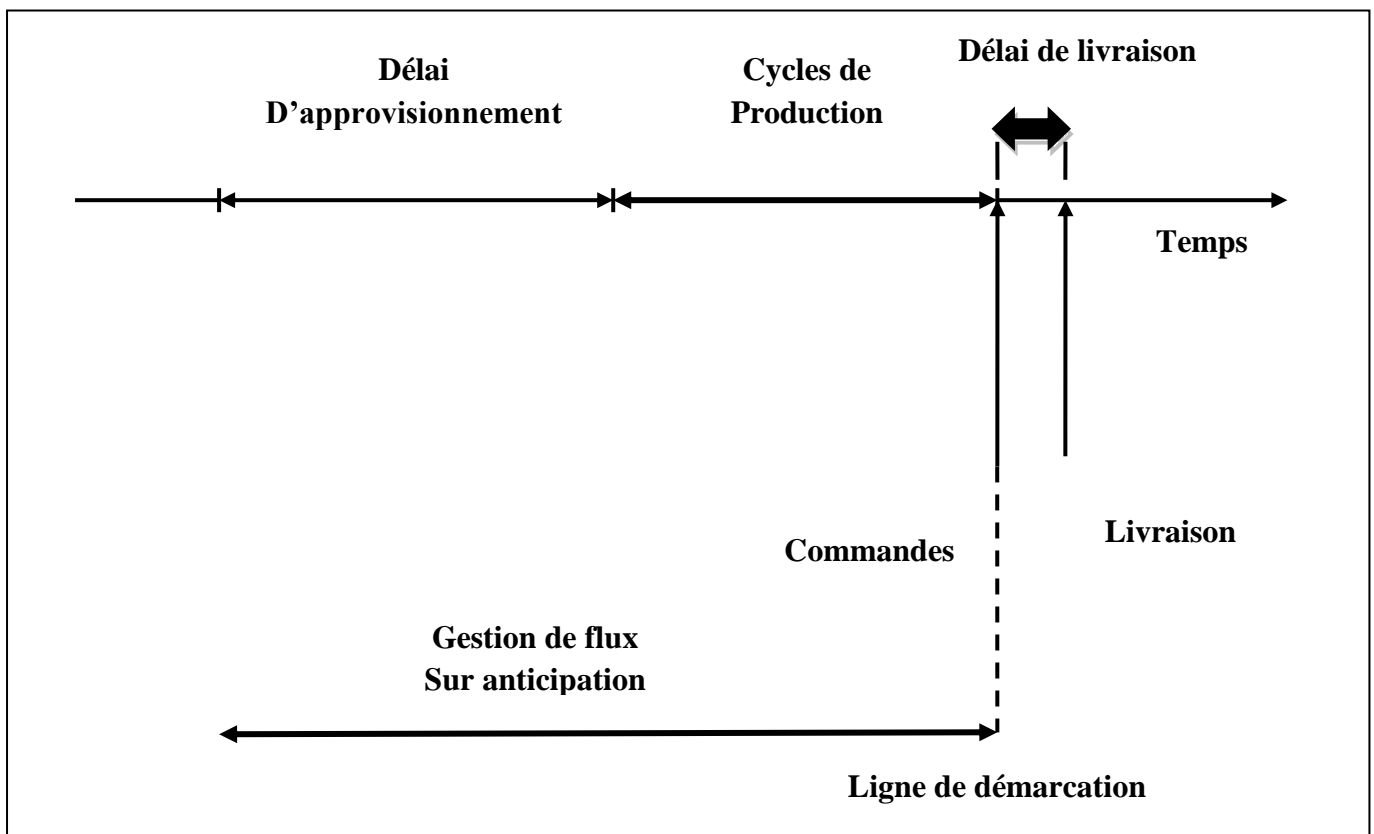 Délai
D’approvisionnement
Cycles de
Production
Délai de livraison
Temps
Commandes
Livraison
Gestion de flux
Sur anticipation
Ligne de démarcation